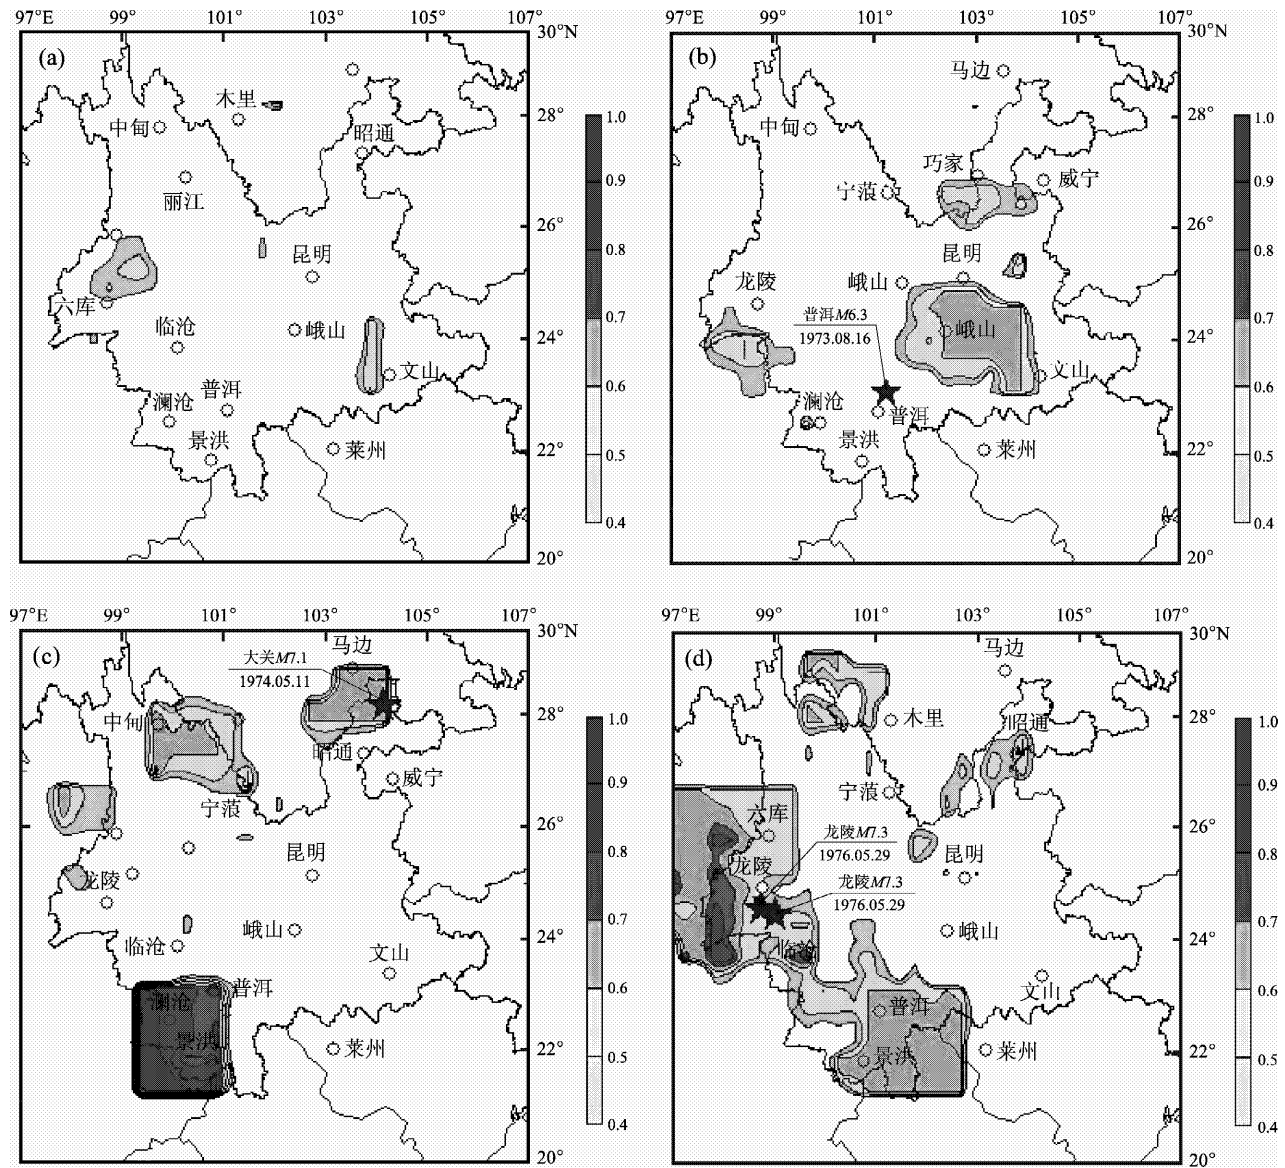 97°E 99° 101° 103° 105° 107°
30°N
(a)
木里
中甸
28°
昭通
丽江
26°
昆明
六库
临沧
峨山
24°
文山
普洱
澜沧
景洪
莱州
22°
20°
1.0
0.9
0.8
0.7
0.6
0.5
0.4
97°E 99° 101° 103° 105° 107°
30°N
(b)
马边
中甸
28°
巧家
威宁
宁蒗
26°
昆明
龙陵
峨山
普洱M6.3
1973.08.16
峨山
24°
文山
澜沧
普洱
景洪
莱州
22°
20°
1.0
0.9
0.8
0.7
0.6
0.5
0.4
97°E 99° 101° 103° 105° 107°
30°N
(c)
马边
大关M7.1
1974.05.11
中甸
28°
昭通
威宁
宁蒗
26°
昆明
龙陵
峨山
临沧
24°
文山
普洱
澜沧
景洪
莱州
22°
20°
1.0
0.9
0.8
0.7
0.6
0.5
0.4
97°E 99° 101° 103° 105° 107°
30°N
(d)
马边
木里
昭通
28°
宁蒗
六库
26°
龙陵M7.3
1976.05.29
昆明
龙陵
龙陵M7.3
1976.05.29
峨山
临沧
24°
文山
普洱
景洪
莱州
22°
20°
1.0
0.9
0.8
0.7
0.6
0.5
0.4